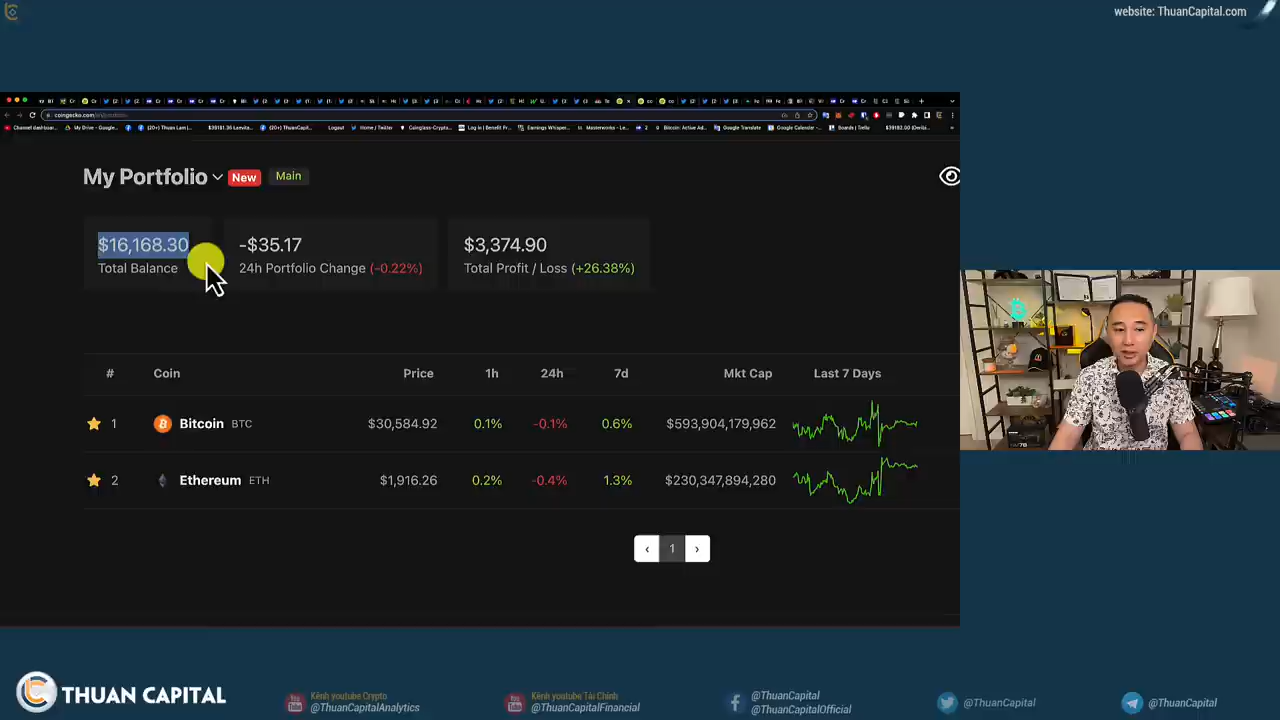 website: ThuanCapital.com
My Portfolio New Main
$16,168.30
Total Balance
-$35.17
24h Portfolio Change (-0.22%)
$3,374.90
Total Profit / Loss (+26.38%)
# Coin Price 1h 24h 7d Mkt Cap Last 7 Days
1 Bitcoin BTC $30,584.92 0.1% -0.1% 0.6% $593,904,179,962
2 Ethereum ETH $1,916.26 0.2% -0.4% 1.3% $230,347,894,280
‹ 1 ›
THUAN CAPITAL
Kênh youtube Crypto
@ThuanCapitalAnalytics
Kênh youtube Tài Chính
@ThuanCapitalFinancial
@ThuanCapital
@ThuanCapitalOfficial
@ThuanCapital
@ThuanCapital